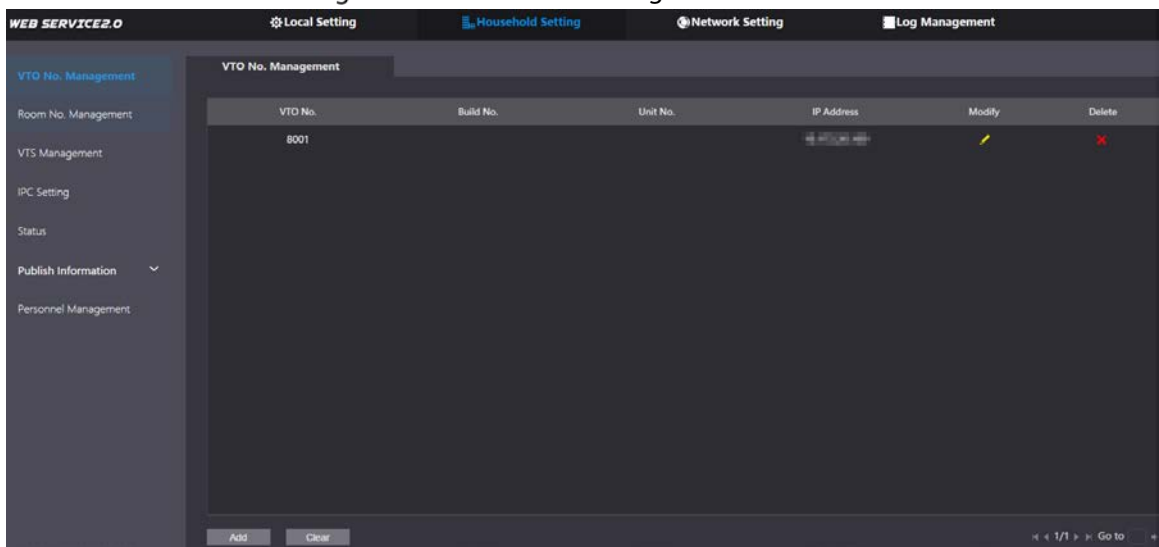 WEB SERVICE2.0 Local Setting Household Setting Network Setting Log Management
VTO No. Management
VTO No. Management
Room No. Management
VTS Management
IPC Setting
Status
Publish Information
Personnel Management
VTO No. Build No. Unit No. IP Address Modify Delete
8001
Add Clear 1/1 Go to